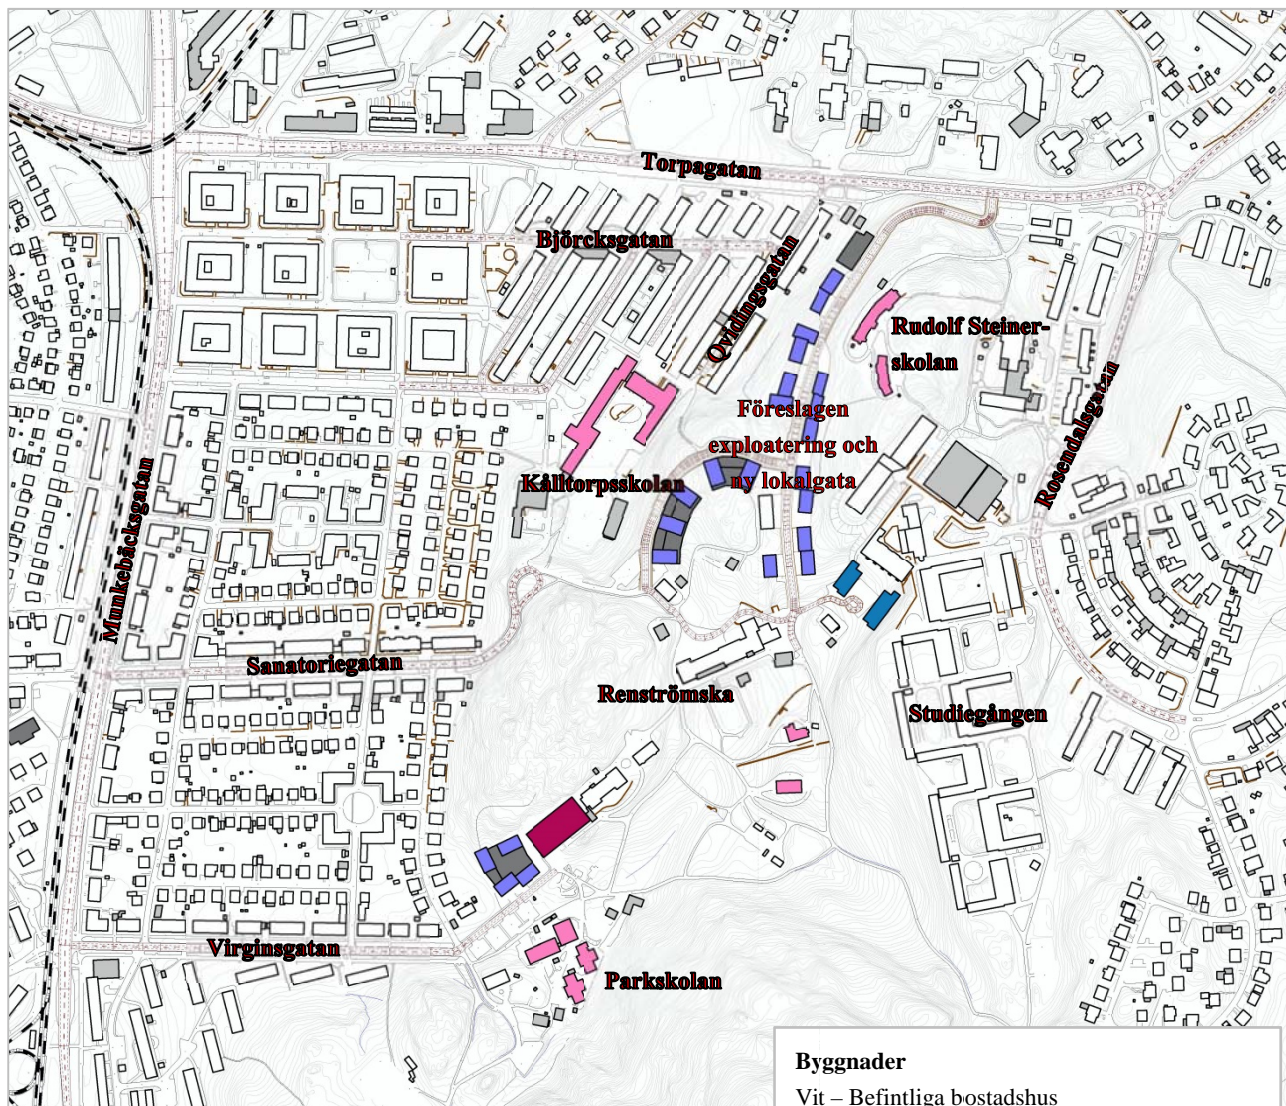 Torpagatan
Björcksgatan
Qvidingsgatan
Rudolf Steiner-
skolan
Föreslagen
exploatering och
ny lokalgata
Rosendalsgatan
Kålltorpsskolan
Munkebäcksgatan
Sanatoriegatan
Renströmska
Studiegången
Virginsgatan
Parkskolan
Byggnader
Vit – Befintliga bostadshus